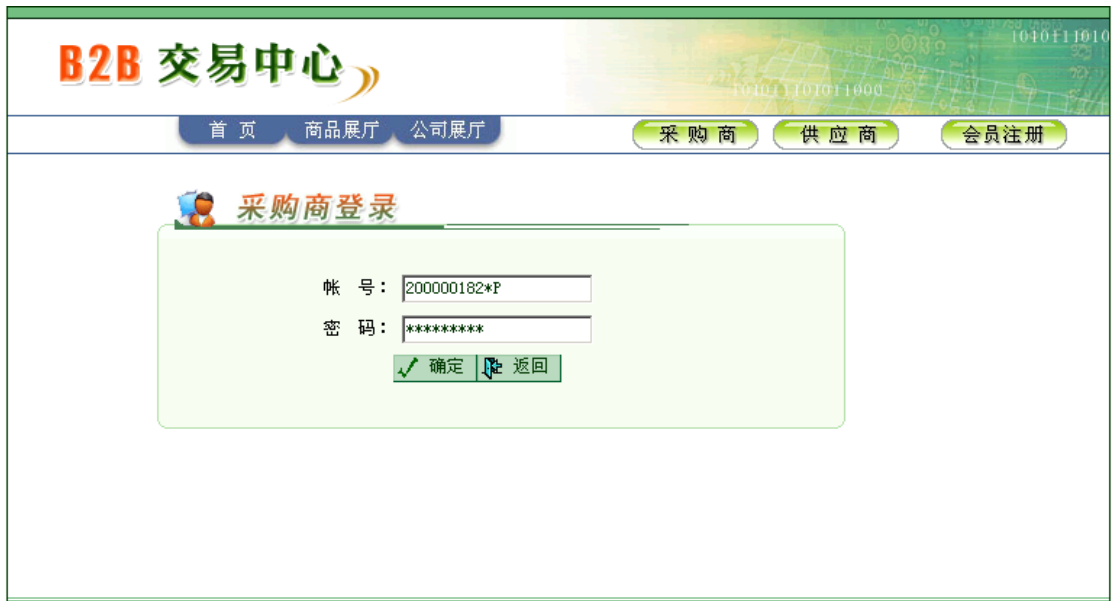 1010111010
B2B 交易中心
101011101011000
首 页 商品展厅 公司展厅 采 购 商 供 应 商 会员注册
采购商登录
帐 号： 200000182*P
密 码： *********
确定 返回